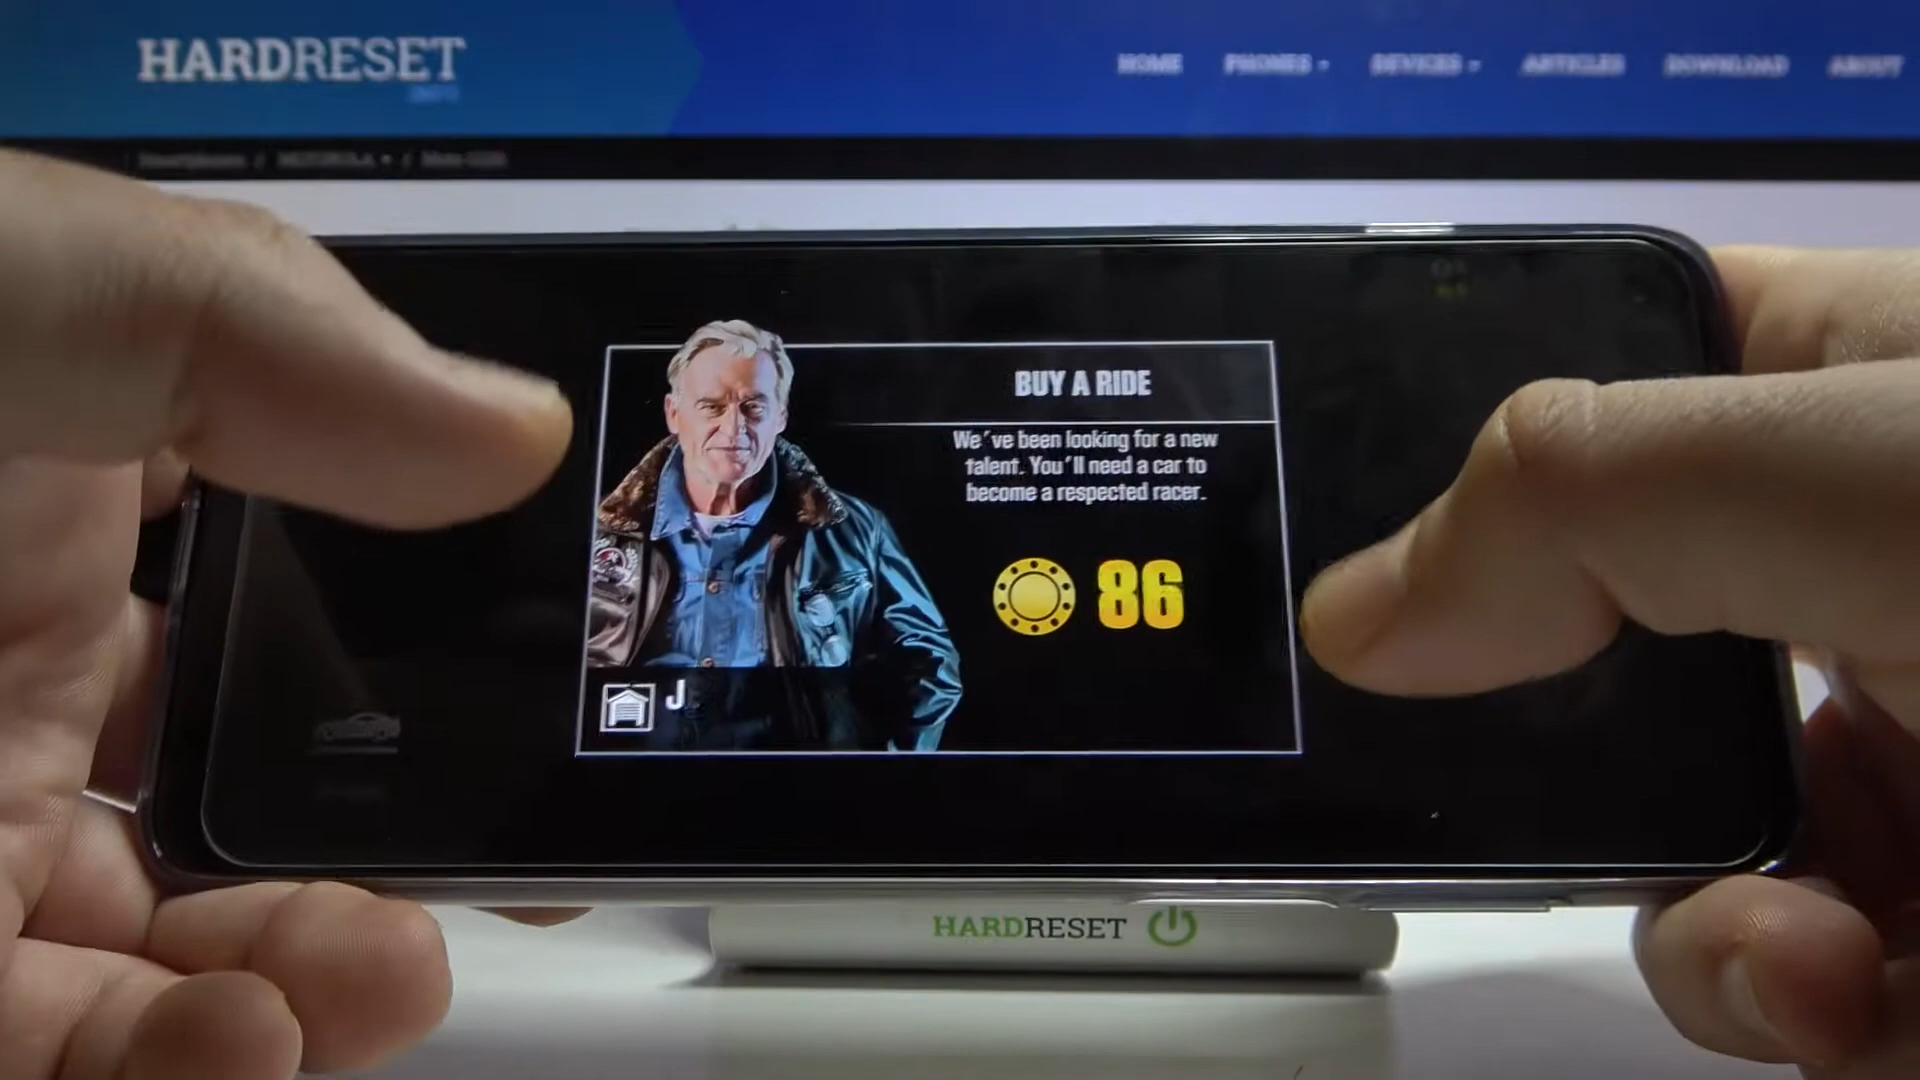 HARDRESET
HOME PHONES DEVICES ARTICLES DOWNLOAD ABOUT
BUY A RIDE
We´ve been looking for a new
talent. You´ll need a car to
become a respected racer.
86
J
HARDRESET